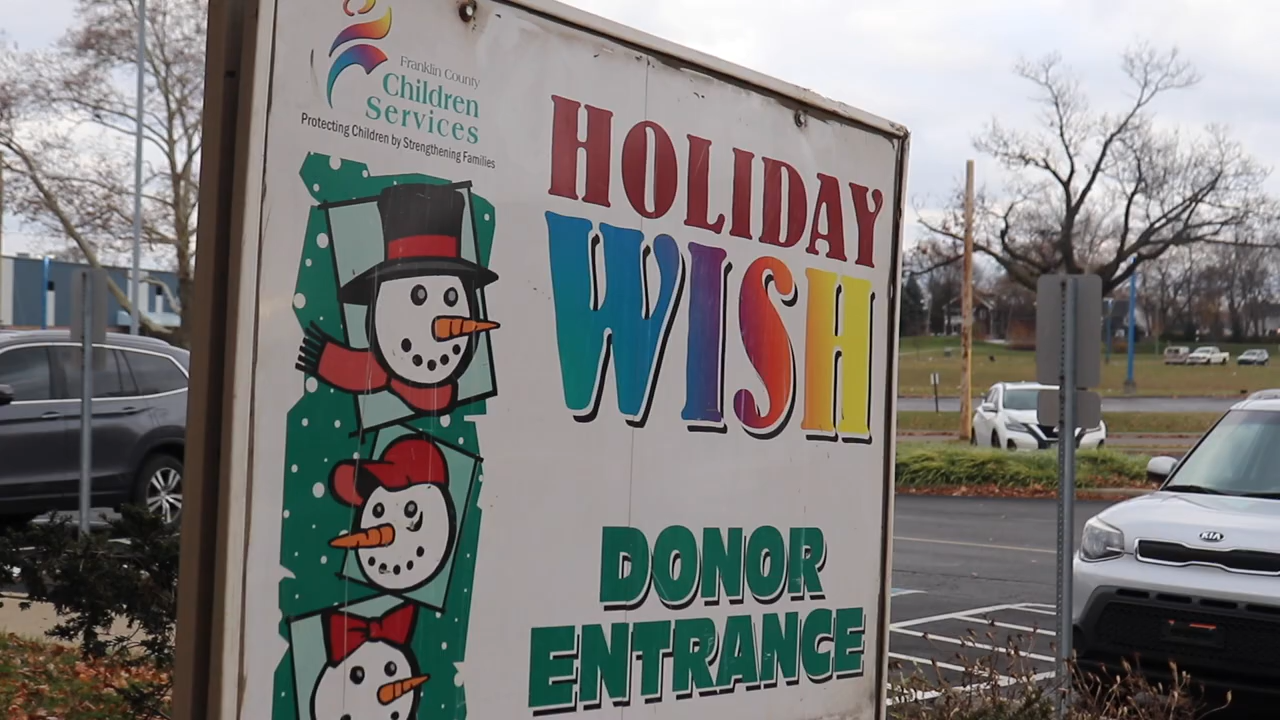 Franklin County
Children
Services
Protecting Children by Strengthening Families
HOLIDAY
WISH
DONOR
ENTRANCE
KIA